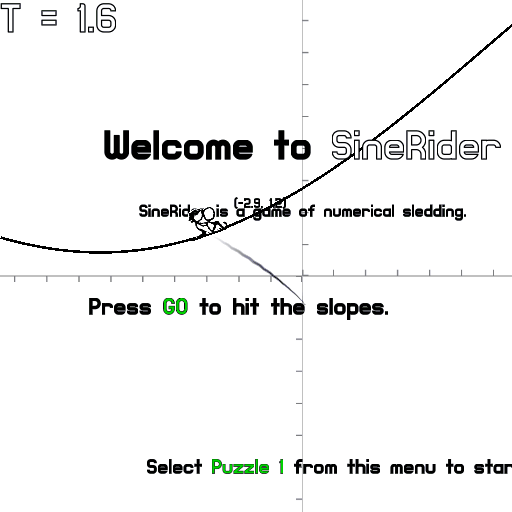 T = 1.6
Welcome to SineRider
(-2.9, 1.2)
SineRider is a game of numerical sledding.
Press GO to hit the slopes.
Select Puzzle 1 from this menu to star